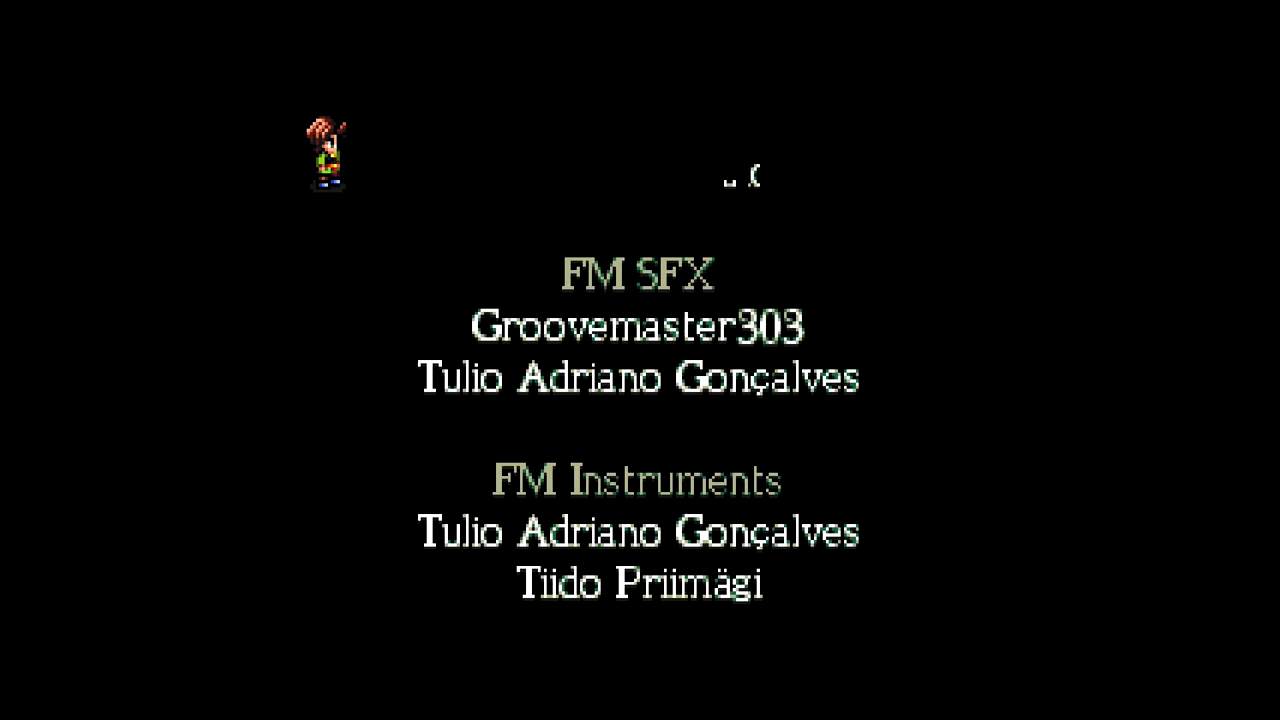 FM SFX
Groovemaster303
Tulio Adriano Gonçalves
FM Instruments
Tulio Adriano Gonçalves
Tiido Priimägi